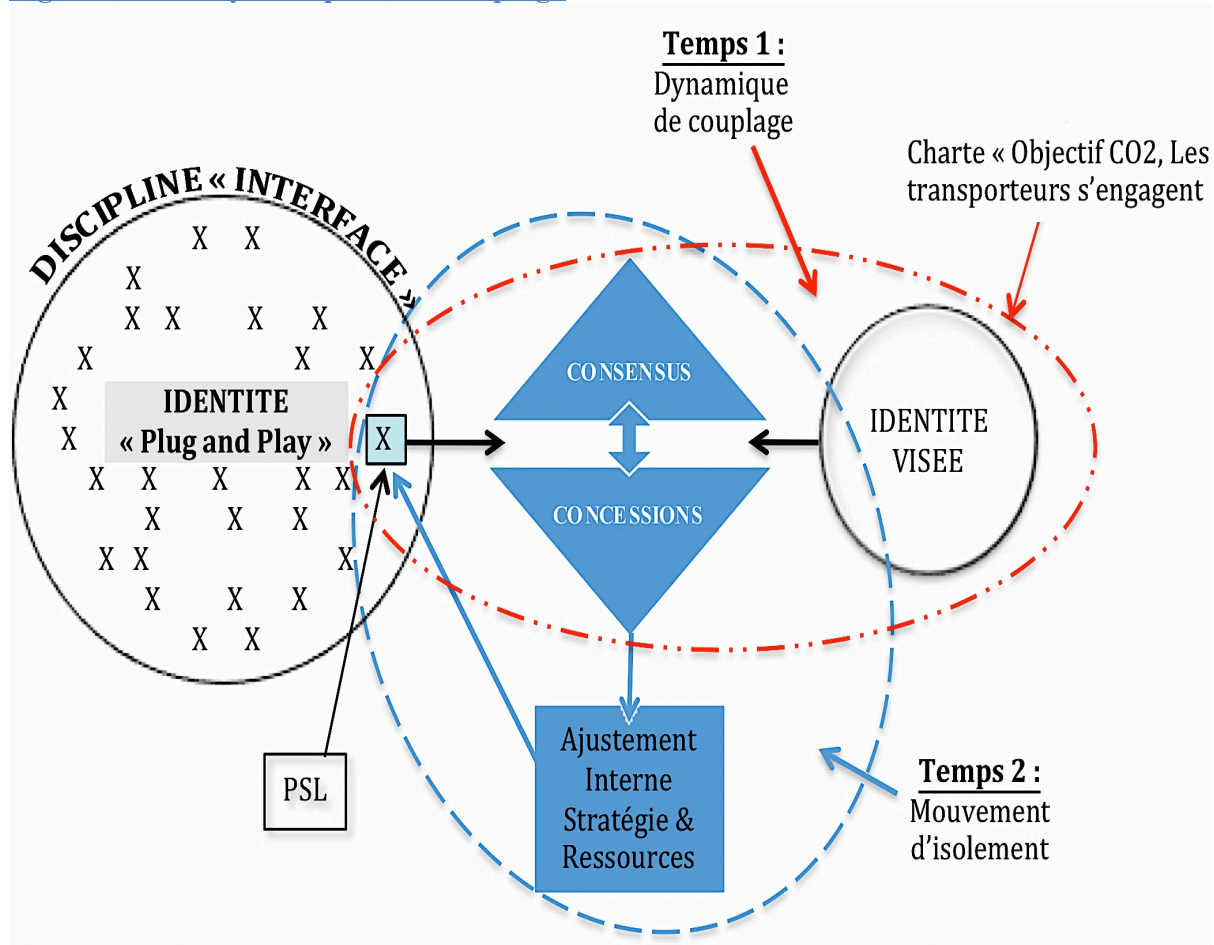 Temps 1 :
Dynamique
de couplage
Charte « Objectif CO2, Les
transporteurs s’engagent
DISCIPLINE « INTERFACE »
X X
X
X X X X
X X X
X
IDENTITE
« Plug and Play »
X
X
X X X X X
X X X
X X X
X X X
X X
CONSENSUS
CONCESSIONS
IDENTITE
VISEE
PSL
Ajustement
Interne
Stratégie &
Ressources
Temps 2 :
Mouvement
d’isolement